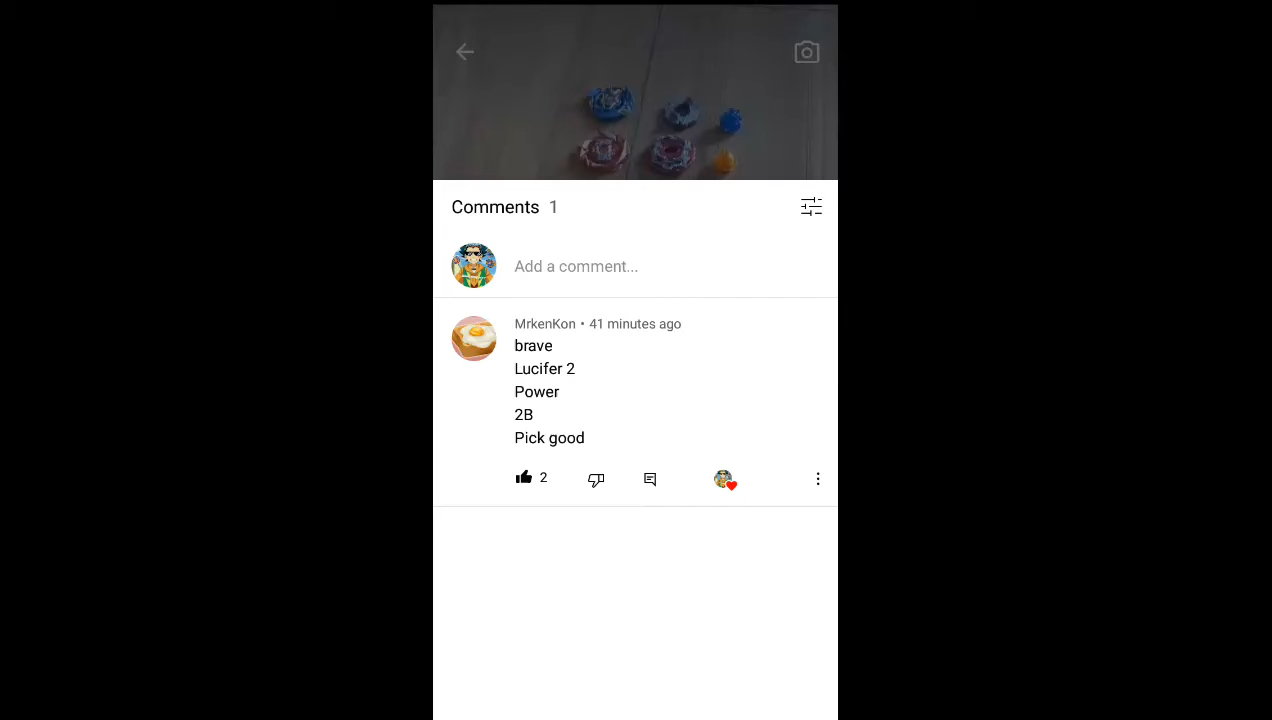 Comments 1
Add a comment...
MrkenKon • 41 minutes ago
brave
Lucifer 2
Power
2B
Pick good
2